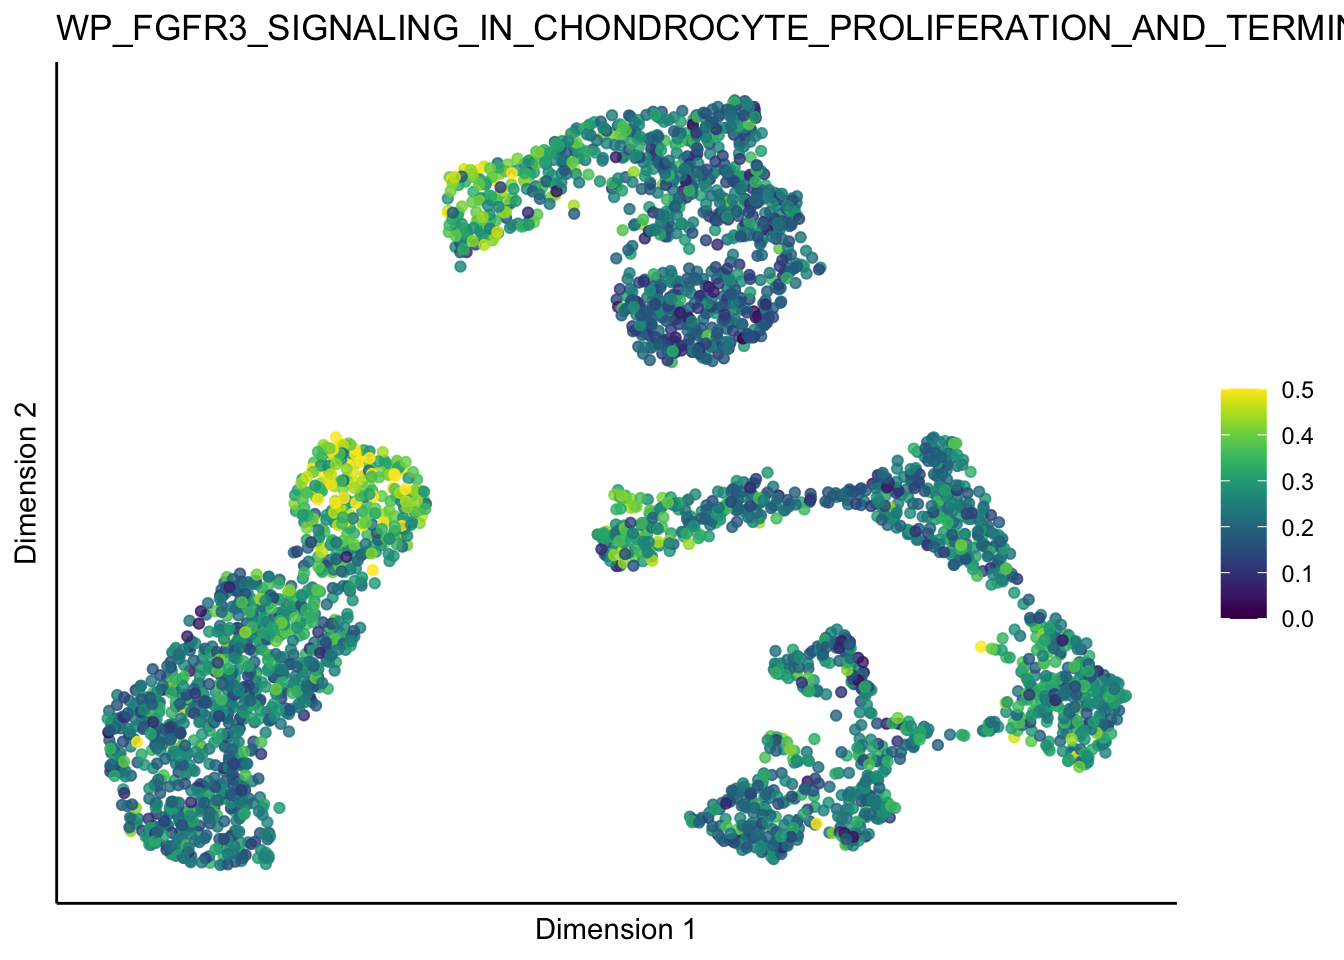 WP_FGFR3_SIGNALING_IN_CHONDROCYTE_PROLIFERATION_AND_TERMIN
Dimension 2
0.5
0.4
0.3
0.2
0.1
0.0
Dimension 1